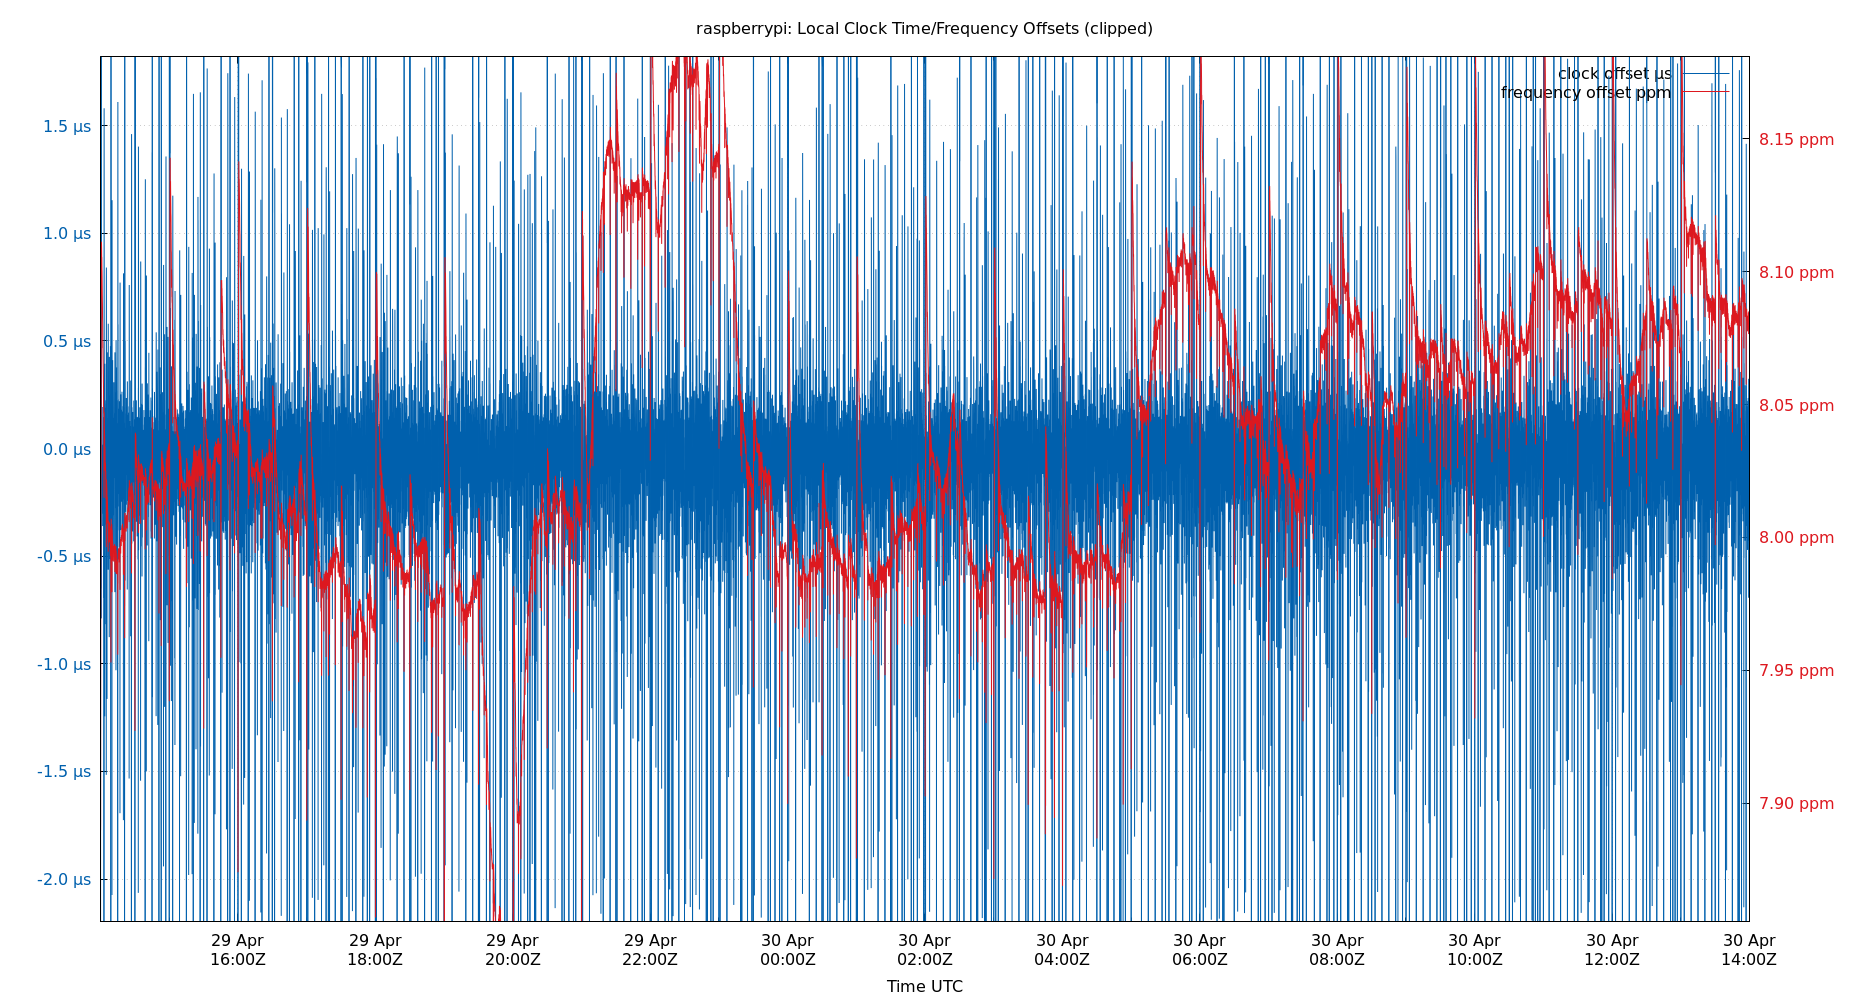 raspberrypi: Local Clock Time/Frequency Offsets (clipped)
clock offset µs
frequency offset ppm
1.5 µs
1.0 µs
0.5 µs
0.0 µs
-0.5 µs
-1.0 µs
-1.5 µs
-2.0 µs
8.15 ppm
8.10 ppm
8.05 ppm
8.00 ppm
7.95 ppm
7.90 ppm
29 Apr 29 Apr 29 Apr 29 Apr 30 Apr 30 Apr 30 Apr 30 Apr 30 Apr 30 Apr 30 Apr 30 Apr
16:00Z 18:00Z 20:00Z 22:00Z 00:00Z 02:00Z 04:00Z 06:00Z 08:00Z 10:00Z 12:00Z 14:00Z
Time UTC